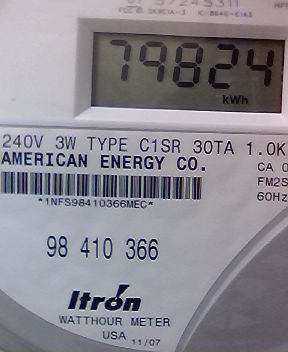 79824
kWh
240V 3W TYPE C1SR 30TA 1.0K
AMERICAN ENERGY CO.
CA 0
FM2S
60Hz
*1NFS98410366MEC*
98 410 366
Itrón
WATTHOUR METER
USA 11/07